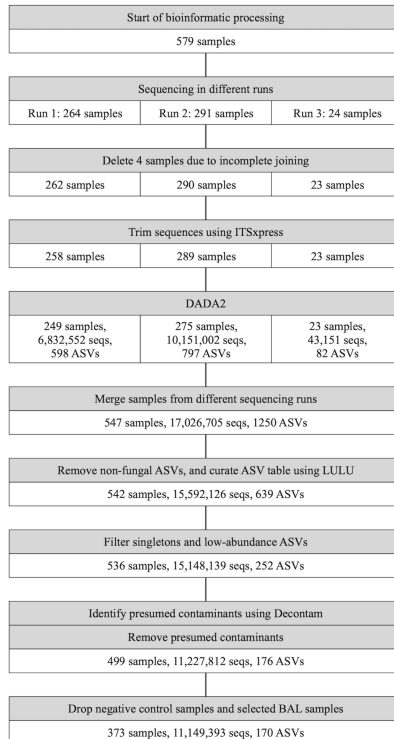 Start of bioinformatic processing
579 samples
Sequencing in different runs
Run 1: 264 samples
Run 2: 291 samples
Run 3: 24 samples
Delete 4 samples due to incomplete joining
262 samples
290 samples
23 samples
Trim sequences using ITSxpress
258 samples
289 samples
23 samples
DADA2
249 samples,
6,832,552 seqs,
598 ASVs
275 samples,
10,151,002 seqs,
797 ASVs
23 samples,
43,151 seqs,
82 ASVs
Merge samples from different sequencing runs
547 samples, 17,026,705 seqs, 1250 ASVs
Remove non-fungal ASVs, and curate ASV table using LULU
542 samples, 15,592,126 seqs, 639 ASVs
Filter singletons and low-abundance ASVs
536 samples, 15,148,139 seqs, 252 ASVs
Identify presumed contaminants using Decontam
Remove presumed contaminants
499 samples, 11,227,812 seqs, 176 ASVs
Drop negative control samples and selected BAL samples
373 samples, 11,149,393 seqs, 170 ASVs